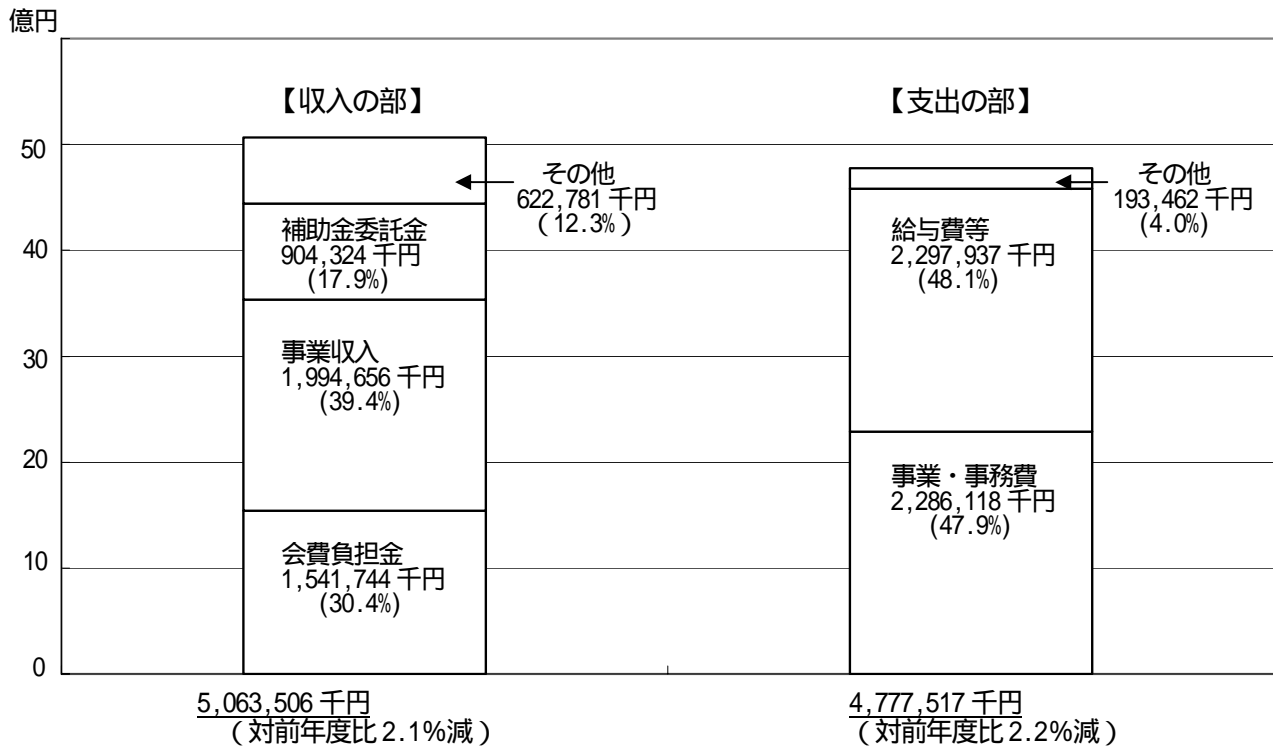 億円
【収入の部】
【支出の部】
50
40
30
20
10
0
その他
622,781 千円
(12.3%)
補助金委託金
904,324 千円
(17.9%)
事業収入
1,994,656 千円
(39.4%)
会費負担金
1,541,744 千円
(30.4%)
その他
193,462 千円
(4.0%)
給与費等
2,297,937 千円
(48.1%)
事業・事務費
2,286,118 千円
(47.9%)
5,063,506 千円
(対前年度比 2.1%減)
4,777,517 千円
(対前年度比 2.2%減)